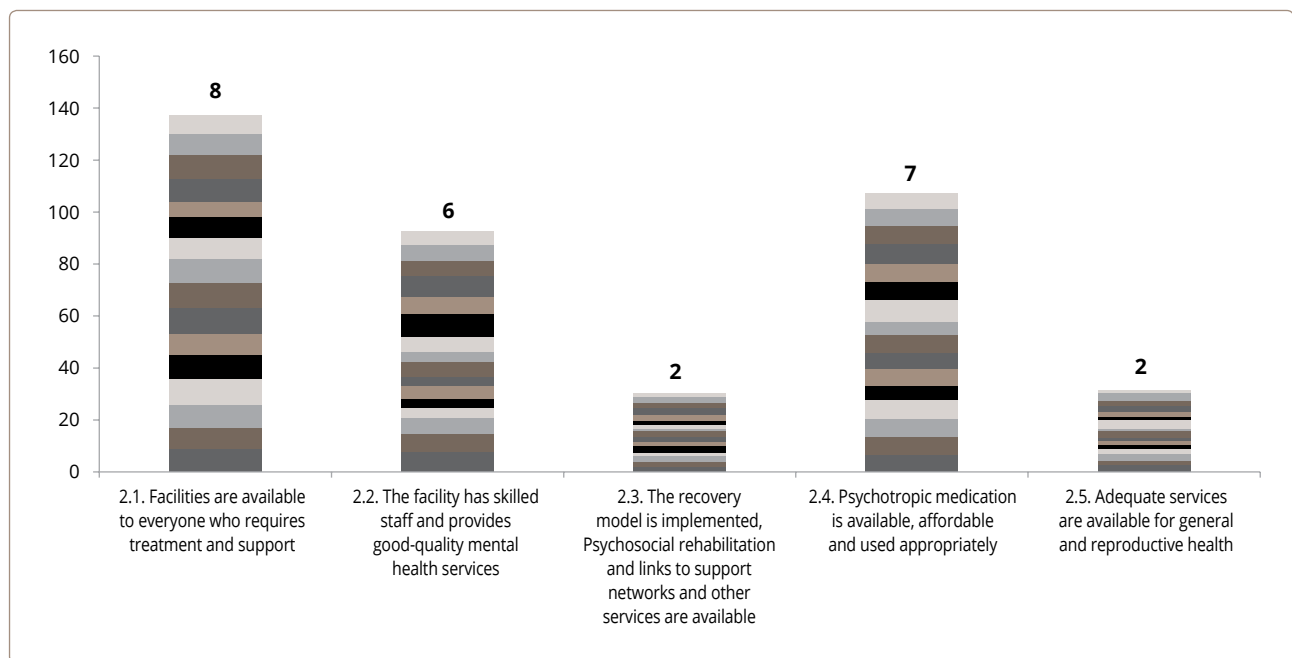 160
140
120
100
80
60
40
20
0
8
6
2
7
2
2.1. Facilities are available
to everyone who requires
treatment and support
2.2. The facility has skilled
staff and provides
good-quality mental
health services
2.3. The recovery
model is implemented,
Psychosocial rehabilitation
and links to support
networks and other
services are available
2.4. Psychotropic medication
is available, affordable
and used appropriately
2.5. Adequate services
are available for general
and reproductive health